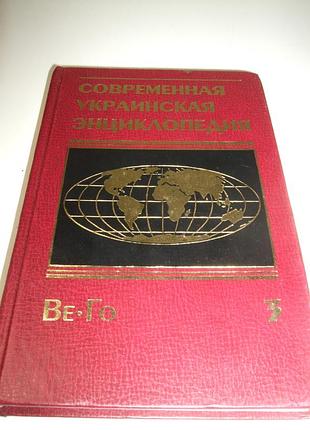 СОВРЕМЕННАЯ
УКРАИНСКАЯ
ЭНЦИКЛОПЕДИЯ
Ве•Го 3